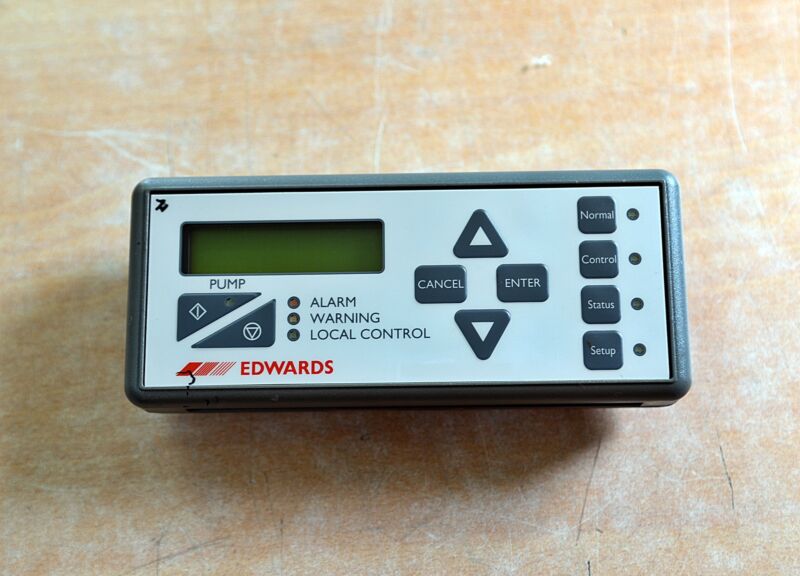 PUMP
ALARM
WARNING
LOCAL CONTROL
EDWARDS
CANCEL
ENTER
Normal
Control
Status
Setup